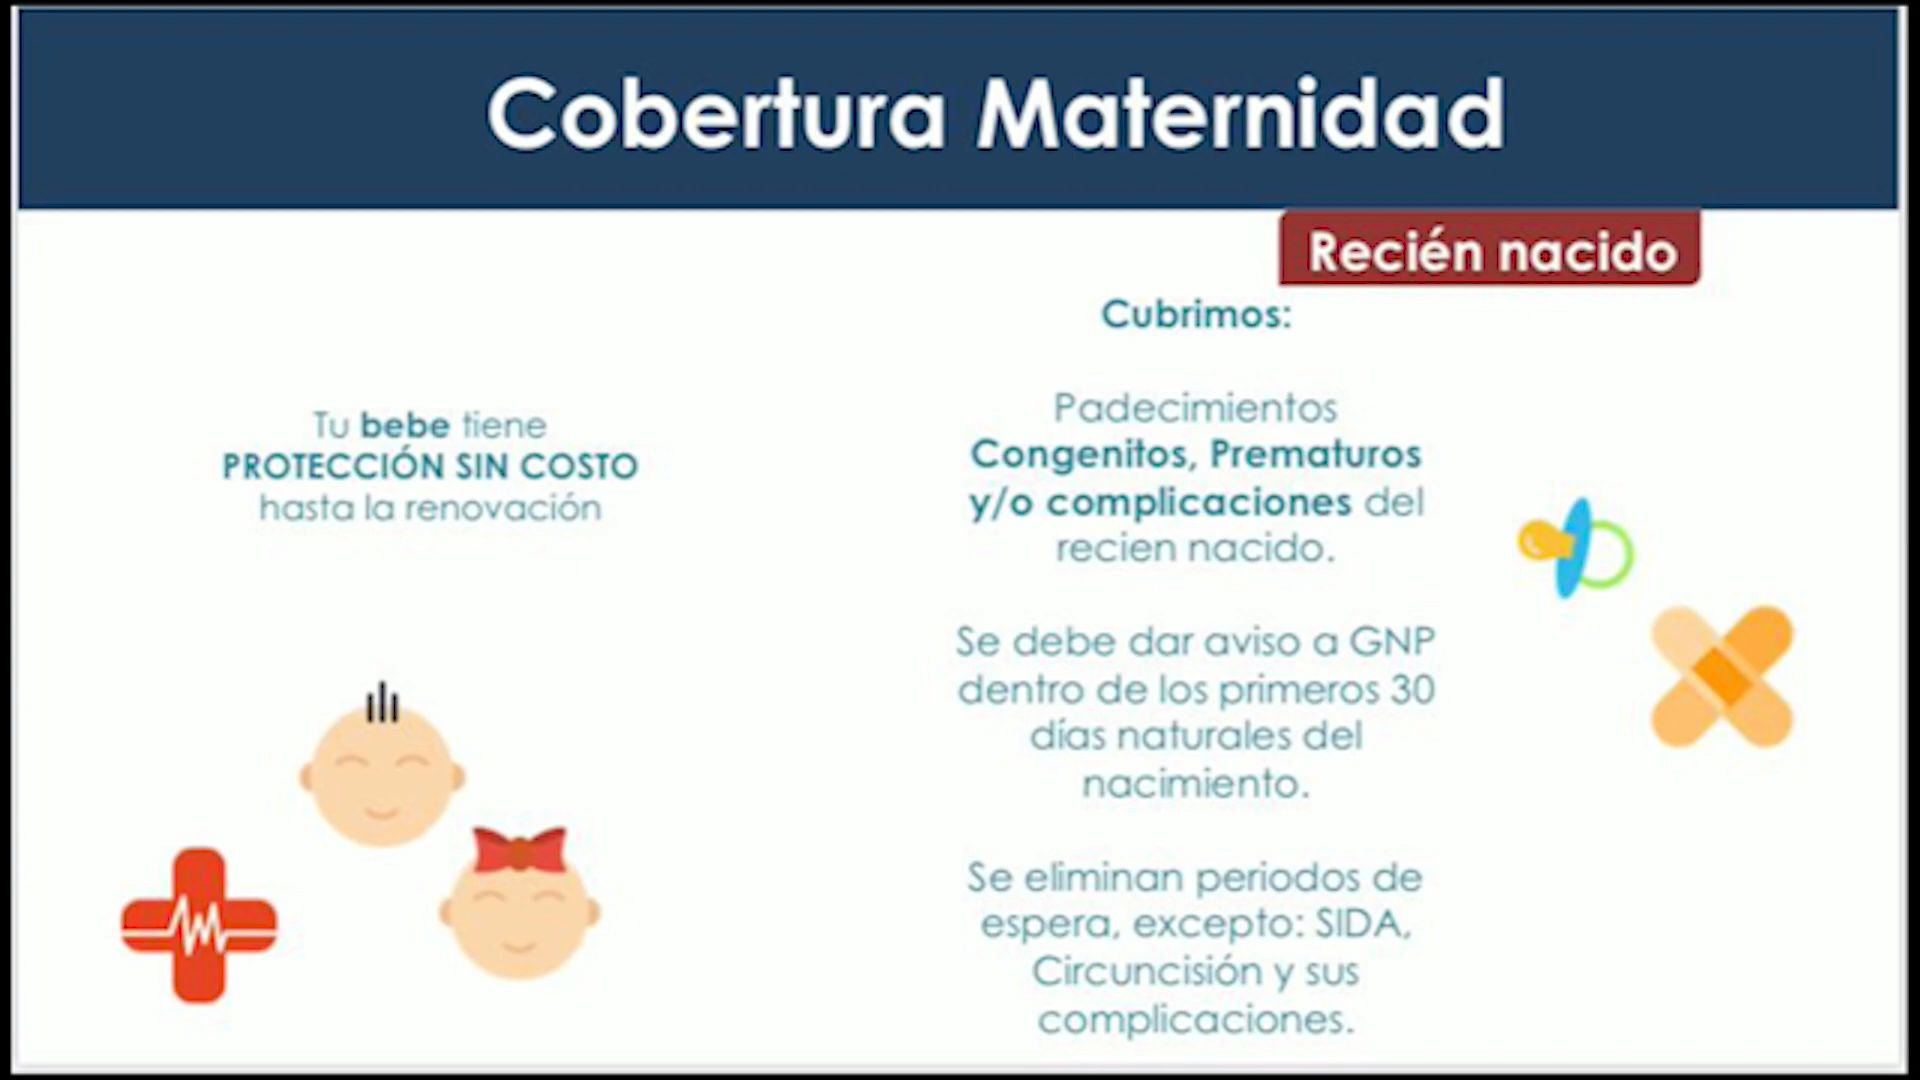 Cobertura Maternidad
Recién nacido
Tu bebe tiene
PROTECCIÓN SIN COSTO
hasta la renovación
Cubrimos:
Padecimientos
Congenitos, Prematuros
y/o complicaciones del
recien nacido.
Se debe dar aviso a GNP
dentro de los primeros 30
días naturales del
nacimiento.
Se eliminan periodos de
espera, excepto: SIDA,
Circuncisión y sus
complicaciones.